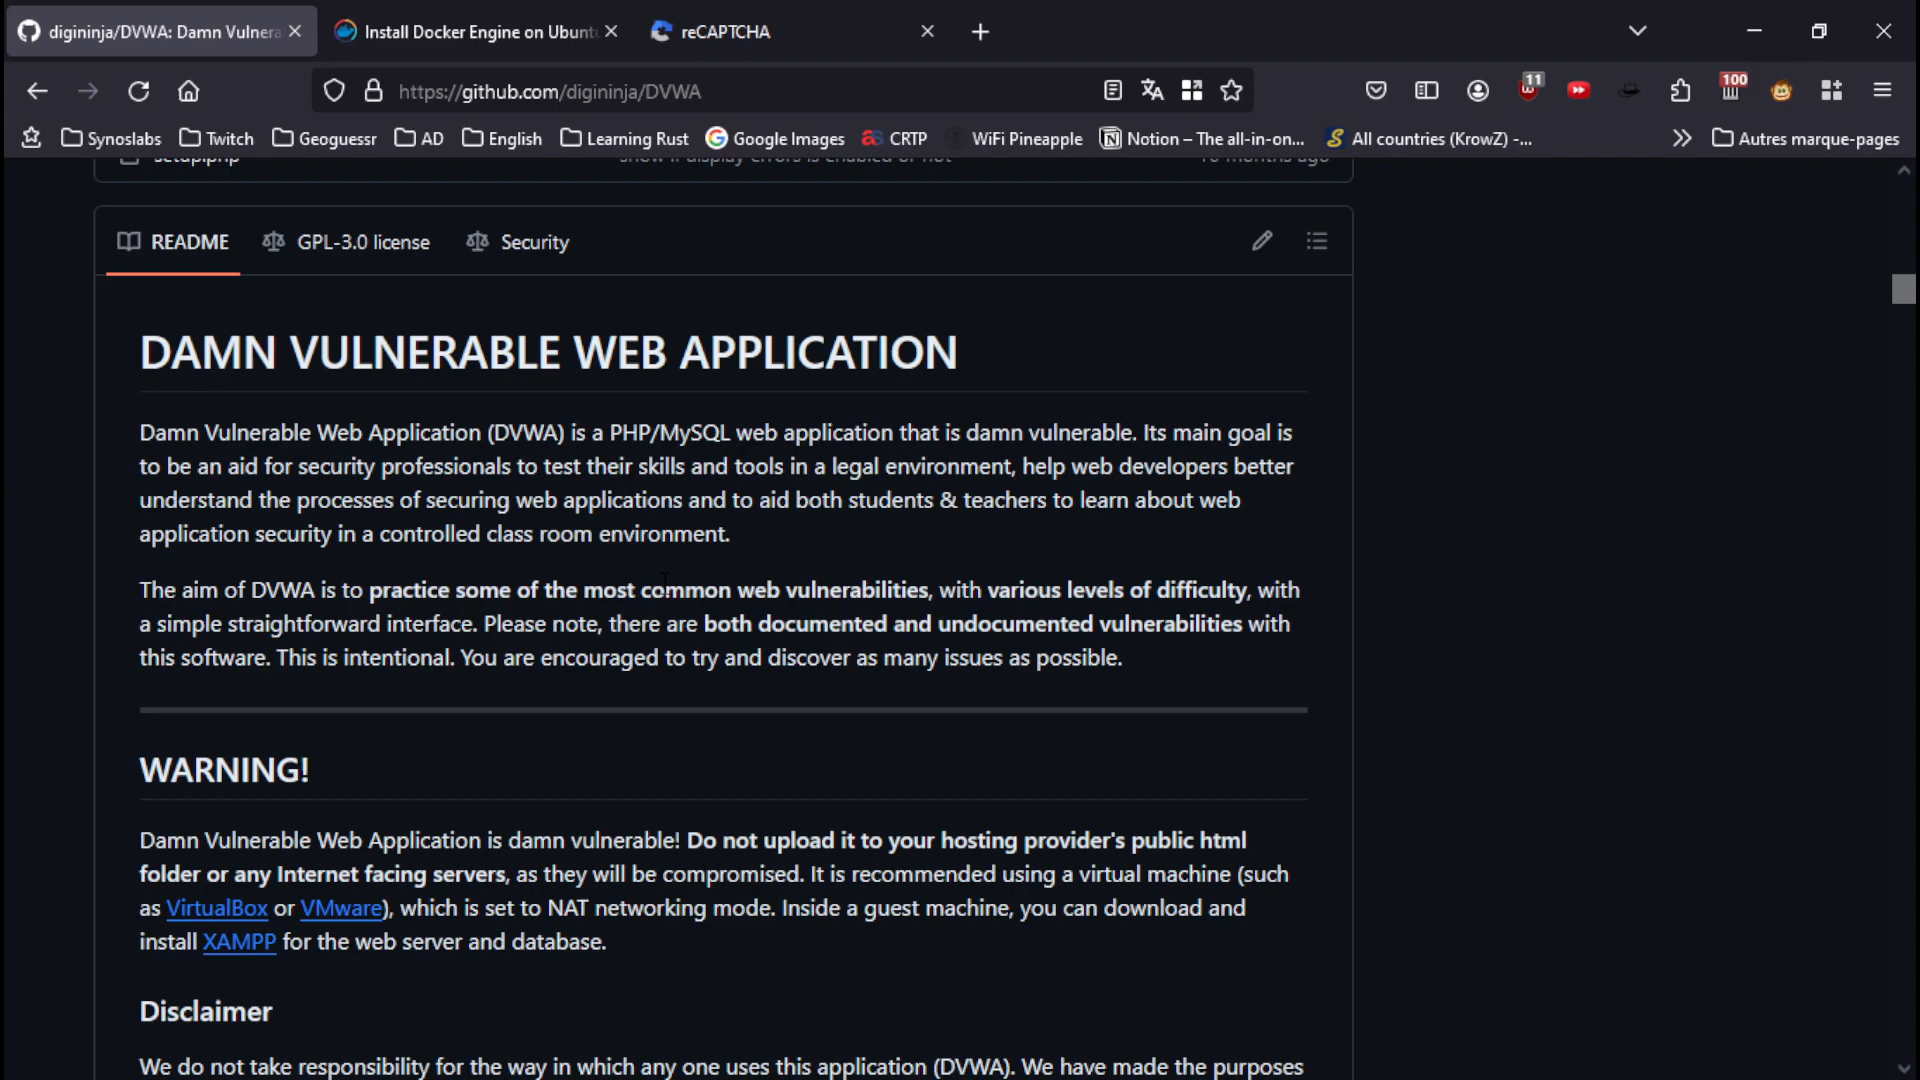 digininja/DVWA: Damn Vulnera
Install Docker Engine on Ubunt
reCAPTCHA
https://github.com/digininja/DVWA
11
100
Synoslabs
Twitch
Geoguessr
AD
English
Learning Rust
Google Images
CRTP
WiFi Pineapple
Notion – The all-in-on...
All countries (KrowZ) -...
Autres marque-pages
README
GPL-3.0 license
Security
DAMN VULNERABLE WEB APPLICATION
Damn Vulnerable Web Application (DVWA) is a PHP/MySQL web application that is damn vulnerable. Its main goal is
to be an aid for security professionals to test their skills and tools in a legal environment, help web developers better
understand the processes of securing web applications and to aid both students & teachers to learn about web
application security in a controlled class room environment.
The aim of DVWA is to practice some of the most common web vulnerabilities, with various levels of difficulty, with
a simple straightforward interface. Please note, there are both documented and undocumented vulnerabilities with
this software. This is intentional. You are encouraged to try and discover as many issues as possible.
WARNING!
Damn Vulnerable Web Application is damn vulnerable! Do not upload it to your hosting provider's public html
folder or any Internet facing servers, as they will be compromised. It is recommended using a virtual machine (such
as VirtualBox or VMware), which is set to NAT networking mode. Inside a guest machine, you can download and
install XAMPP for the web server and database.
Disclaimer
We do not take responsibility for the way in which any one uses this application (DVWA). We have made the purposes